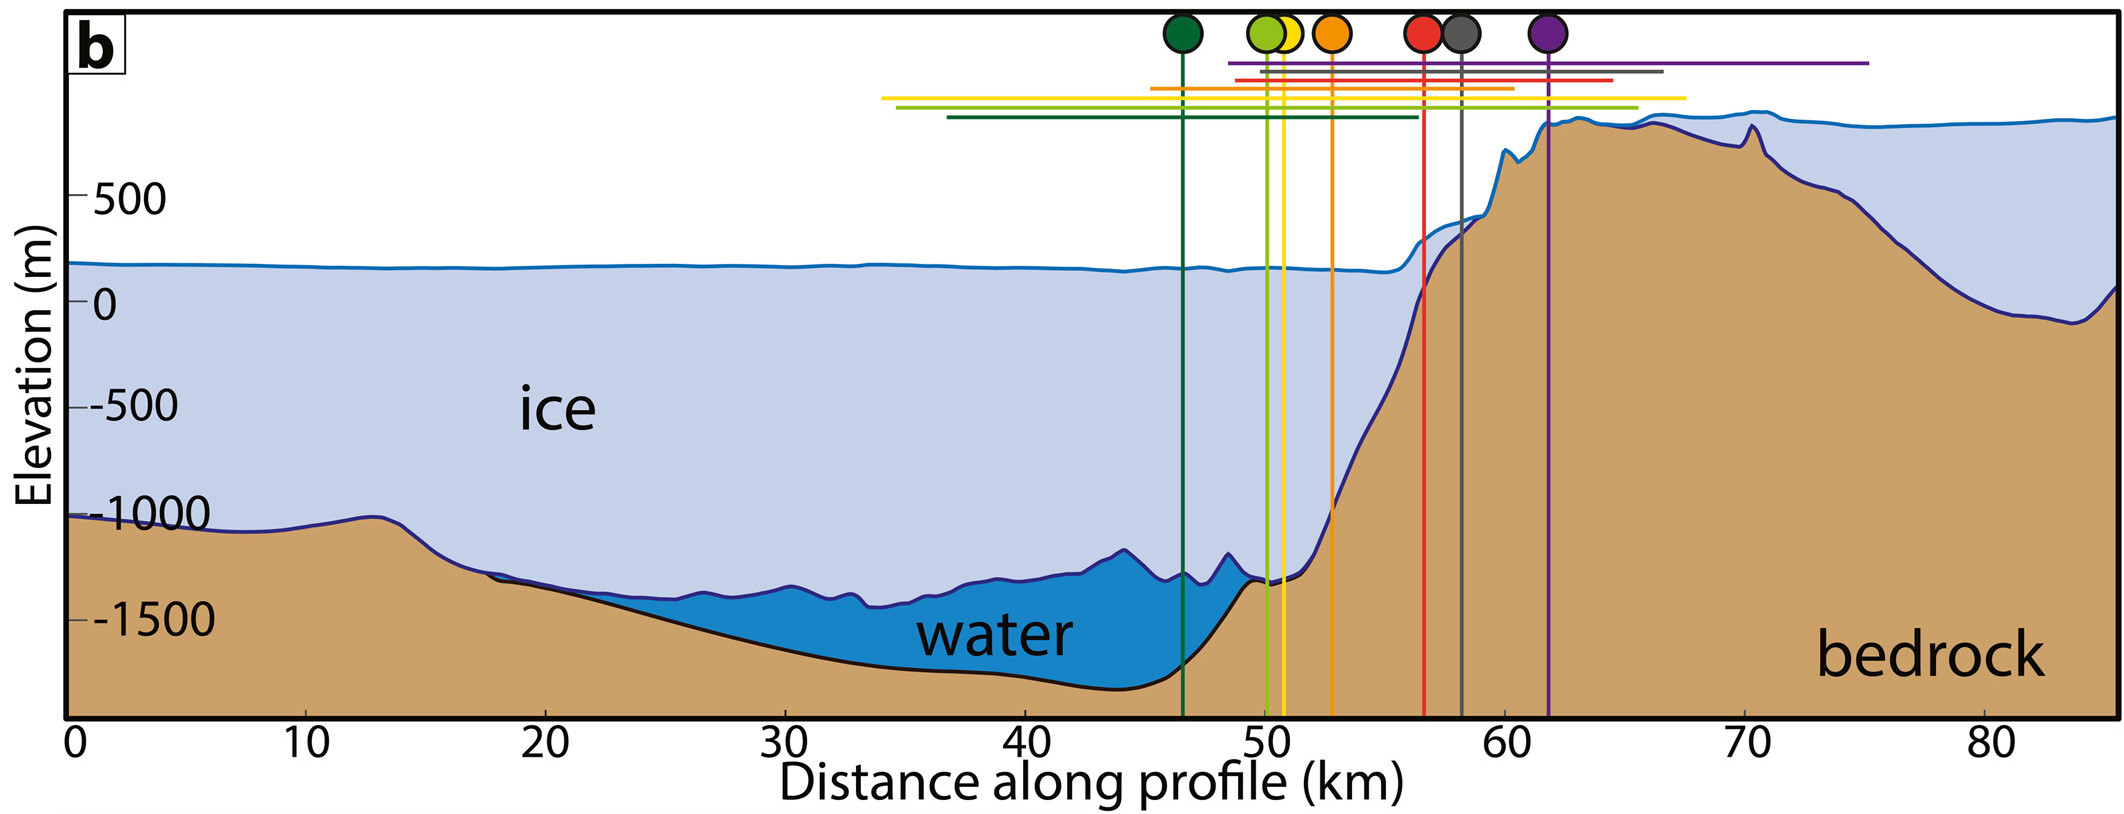 b
500
0
-500
-1000
-1500
Elevation (m)
ice
water
bedrock
0 10 20 30 40 50 60 70 80
Distance along profile (km)